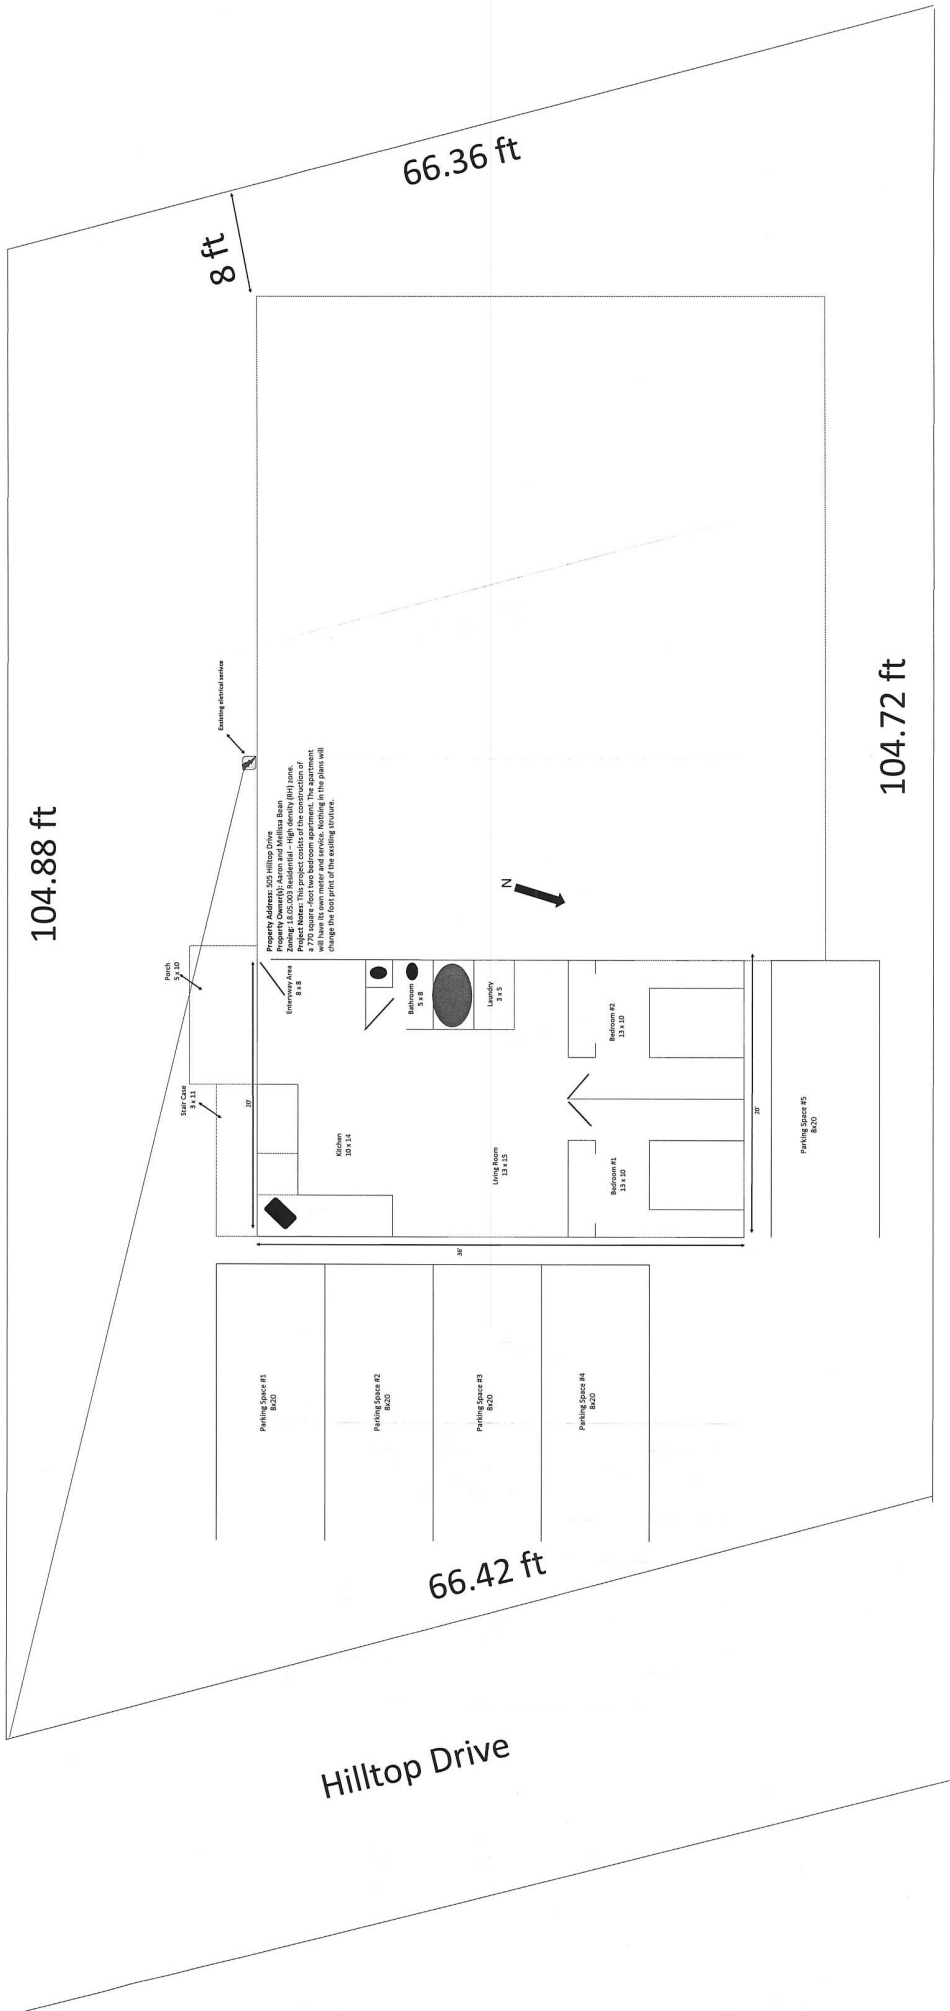 66.36 ft
8 ft
104.88 ft
Exsisting eletrical serivce
104.72 ft
Property Address: 505 Hilltop Drive
Property Owner(s): Aaron and Mellissa Bean
Zoning: 18.05.003 Residential – High density (RH) zone.
Project Notes: This project cosists of the construction of
a 770 square -foot two bedroom apartment. The apartment
will have its own meter and service. Nothing in the plans will
change the foot print of the exsiting struture.
N
Porch
5 x 10
Enteryway Area
8 x 8
Bathroom
5 x 8
Laundry
3 x 5
Bedroom #2
13 x 10
Stair Case
3 x 11
20'
Kitchen
10 x 14
Living Room
13 x 15
Bedroom #1
13 x 10
20'
Parking Space #5
8x20
36'
Parking Space #1
8x20
Parking Space #2
8x20
Parking Space #3
8x20
Parking Space #4
8x20
66.42 ft
Hilltop Drive